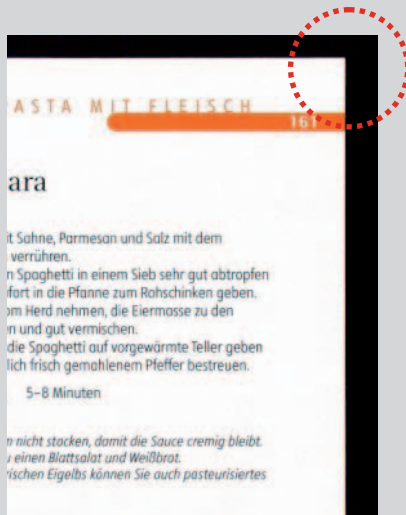 ASTA MIT FLEISCH
161
ara
it Sahne, Parmesan und Salz mit dem
verrühren.
n Spaghetti in einem Sieb sehr gut abtropfen
fort in die Pfanne zum Rohschinken geben.
om Herd nehmen, die Eiermasse zu den
n und gut vermischen.
die Spaghetti auf vorgewärmte Teller geben
lich frisch gemahlenem Pfeffer bestreuen.
5–8 Minuten
n nicht stocken, damit die Sauce cremig bleibt.
u einen Blattsalat und Weißbrot.
rischen Eigelbs können Sie auch pasteurisiertes